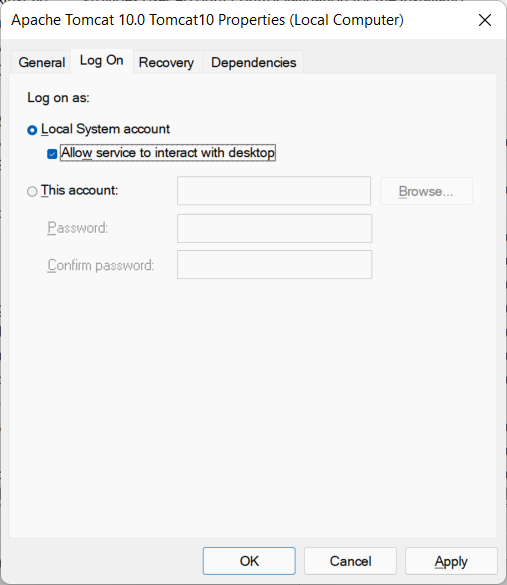 Apache Tomcat 10.0 Tomcat10 Properties (Local Computer)
General Log On Recovery Dependencies
Log on as:
Local System account
Allow service to interact with desktop
This account:
Browse...
Password:
Confirm password:
OK Cancel Apply